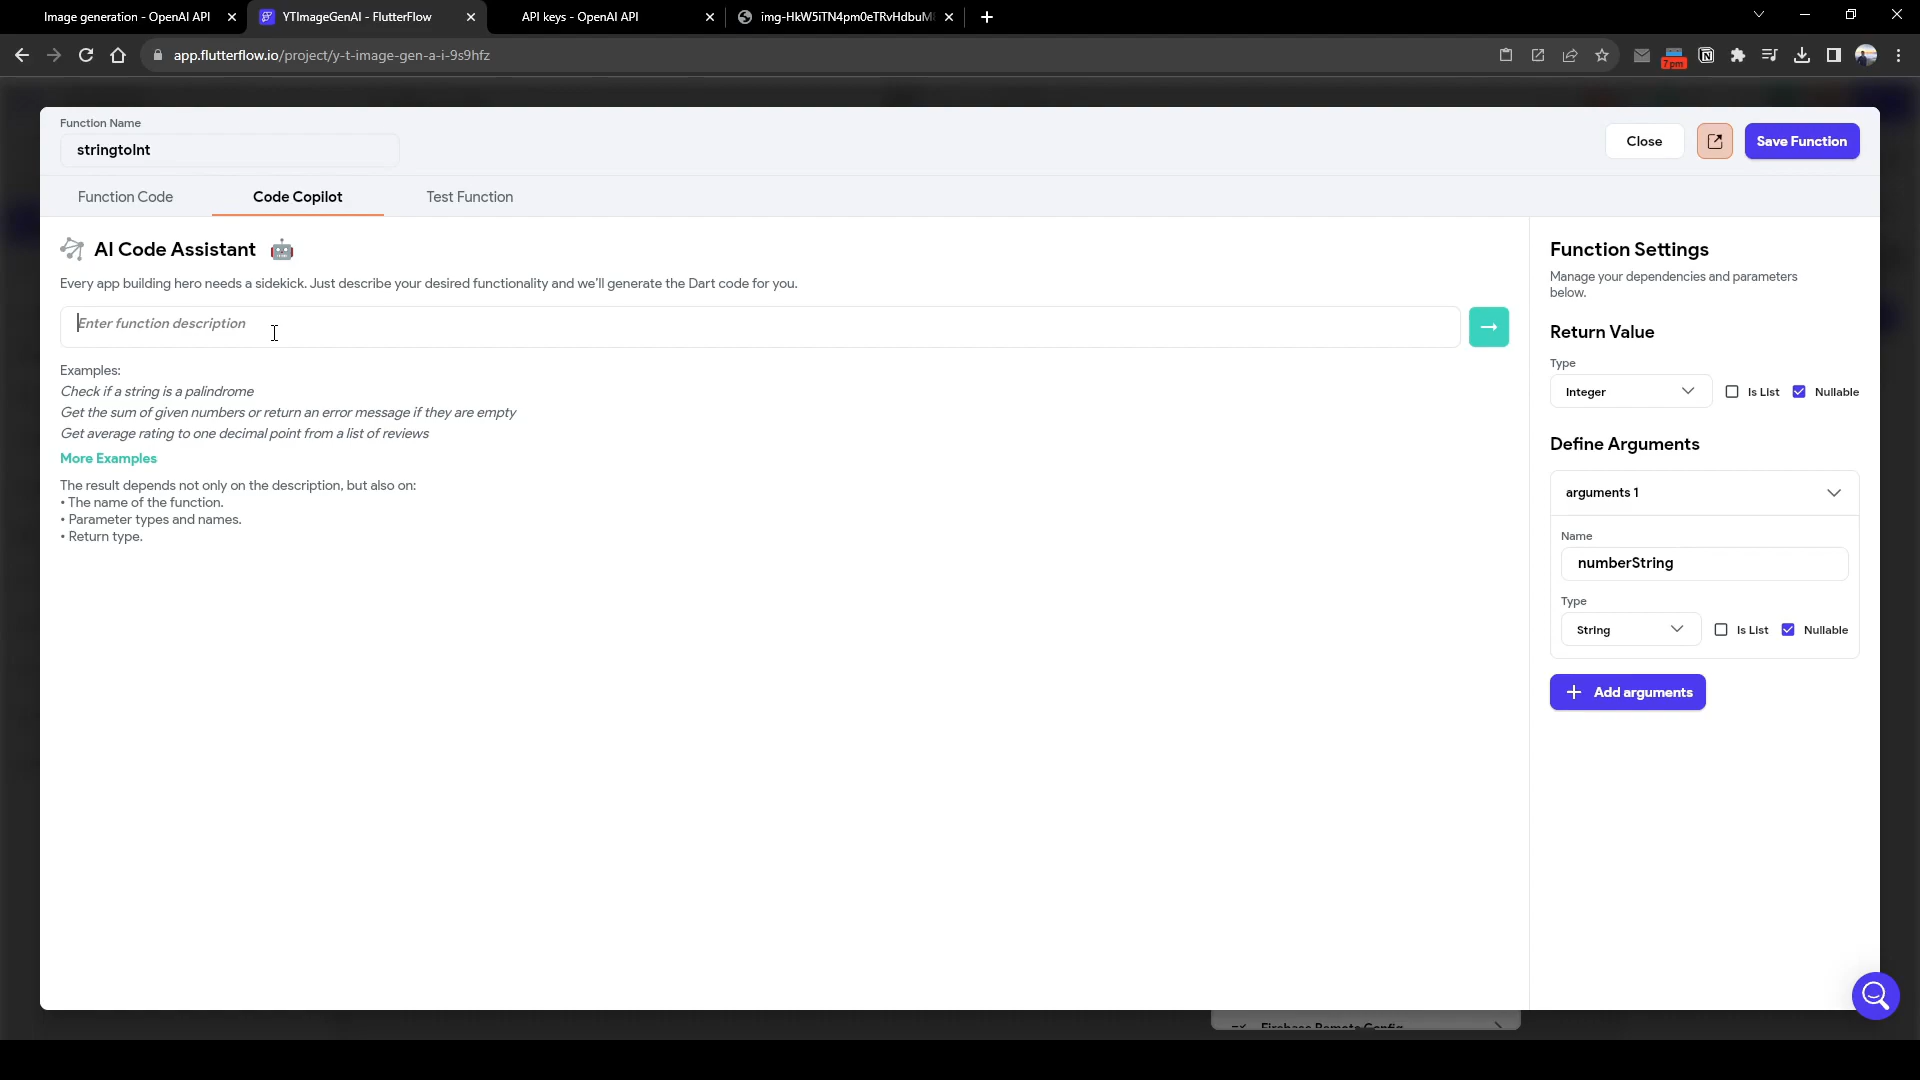 Image generation - OpenAI API
YTImageGenAI - FlutterFlow
API keys - OpenAI API
img-HkW5iTN4pm0eTRvHdbuM
app.flutterflow.io/project/y-t-image-gen-a-i-9s9hfz
7 pm
Function Name
stringtoInt
Close
Save Function
Function Code
Code Copilot
Test Function
AI Code Assistant
Every app building hero needs a sidekick. Just describe your desired functionality and we'll generate the Dart code for you.
Enter function description
Examples:
Check if a string is a palindrome
Get the sum of given numbers or return an error message if they are empty
Get average rating to one decimal point from a list of reviews
More Examples
The result depends not only on the description, but also on:
• The name of the function.
• Parameter types and names.
• Return type.
Function Settings
Manage your dependencies and parameters
below.
Return Value
Type
Integer
Is List
Nullable
Define Arguments
arguments 1
Name
numberString
Type
String
Is List
Nullable
+ Add arguments
Firebase Remote Config